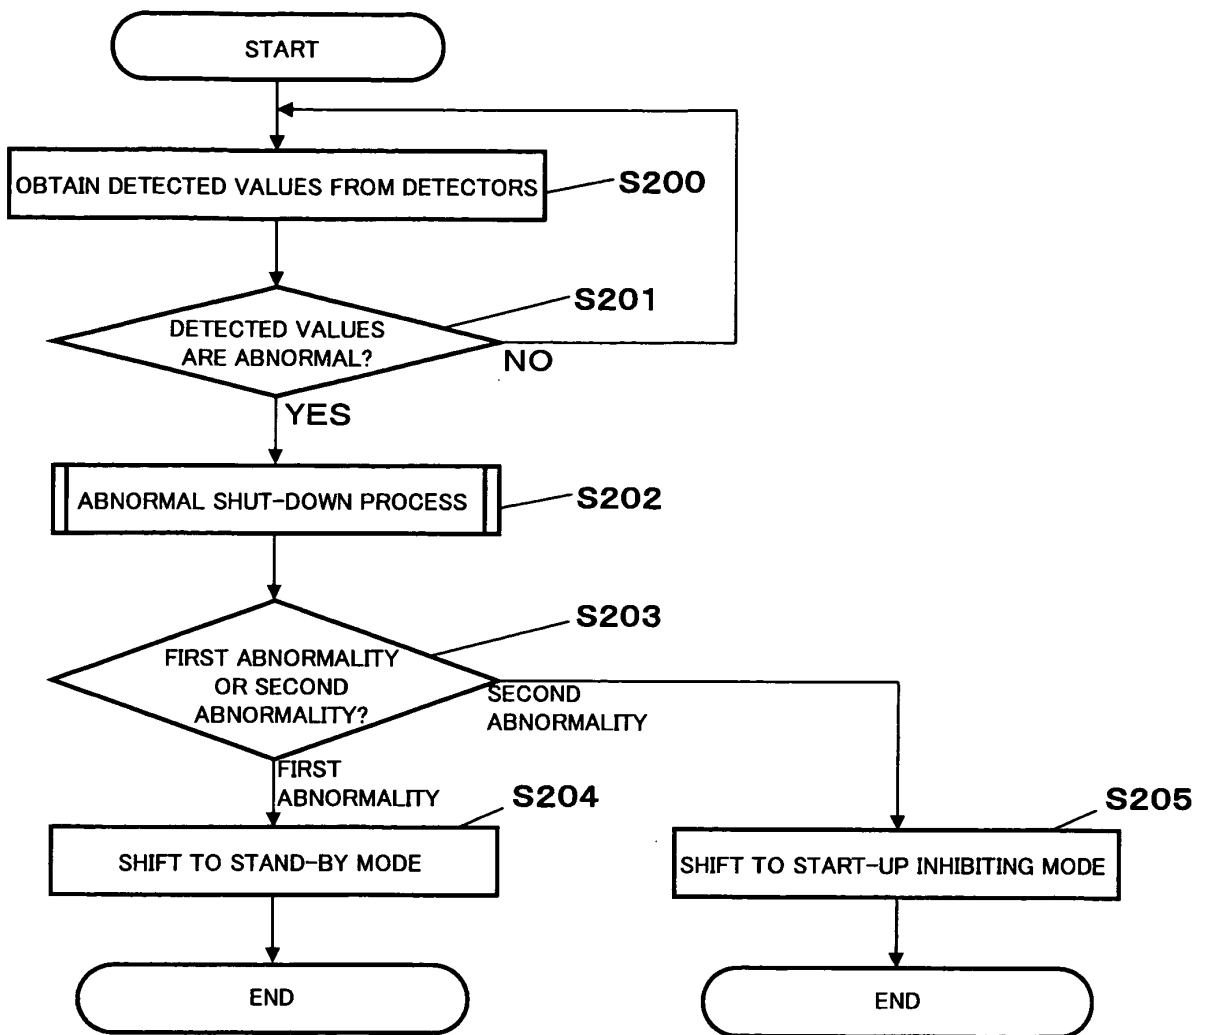 START
OBTAIN DETECTED VALUES FROM DETECTORS
S200
S201
DETECTED VALUES
ARE ABNORMAL?
NO
YES
ABNORMAL SHUT-DOWN PROCESS
S202
S203
FIRST ABNORMALITY
OR SECOND
ABNORMALITY?
SECOND
ABNORMALITY
FIRST
ABNORMALITY
S204
S205
SHIFT TO STAND-BY MODE
SHIFT TO START-UP INHIBITING MODE
END
END